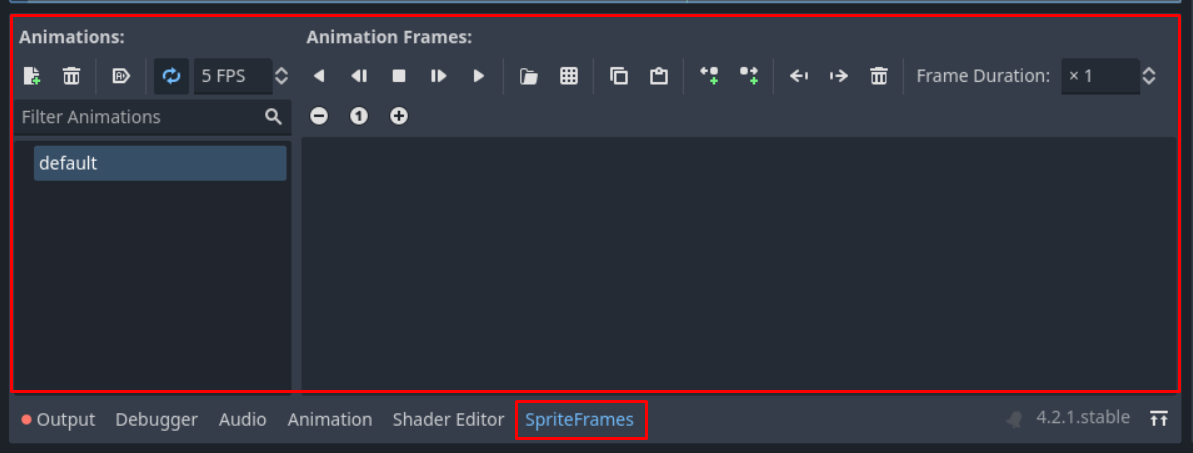 Animations:
Animation Frames:
5 FPS
Frame Duration: × 1
Filter Animations
1
default
Output Debugger Audio Animation Shader Editor SpriteFrames 4.2.1.stable